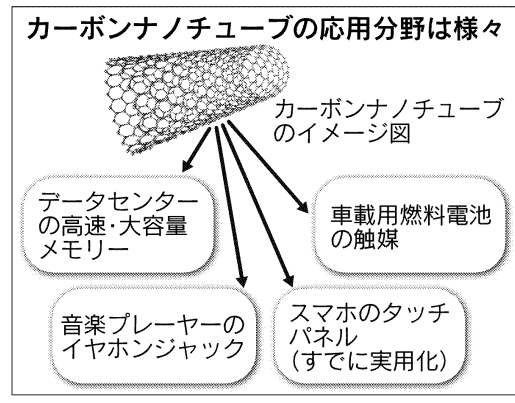 カーボンナノチューブの応用分野は様々
カーボンナノチューブ
のイメージ図
データセンター
の高速・大容量
メモリー
車載用燃料電池
の触媒
音楽プレーヤーの
イヤホンジャック
スマホのタッチ
パネル
(すでに実用化)